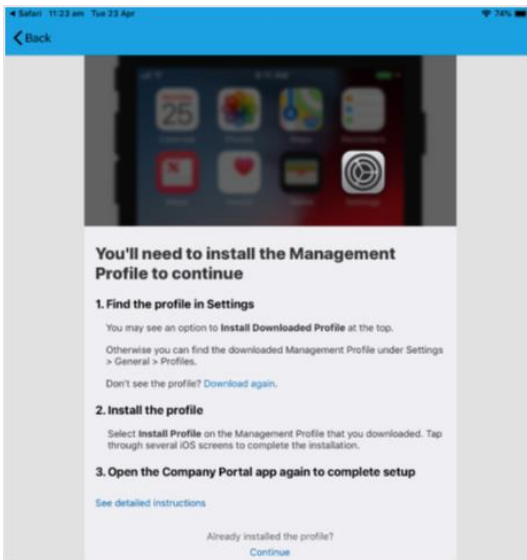 Safari 11:23 am Tue 23 Apr 74%
Back
25
You'll need to install the Management
Profile to continue
1. Find the profile in Settings
You may see an option to Install Downloaded Profile at the top.
Otherwise you can find the downloaded Management Profile under Settings
> General > Profiles.
Don't see the profile? Download again.
2. Install the profile
Select Install Profile on the Management Profile that you downloaded. Tap
through several iOS screens to complete the installation.
3. Open the Company Portal app again to complete setup
See detailed instructions
Already installed the profile?
Continue